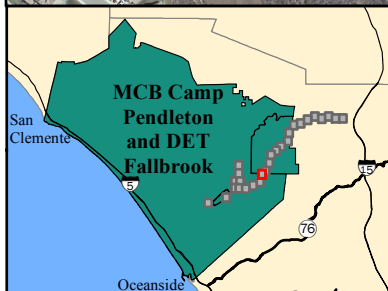 MCB Camp
Pendleton
and DET
Fallbrook
San
Clemente
5
15
76
Oceanside